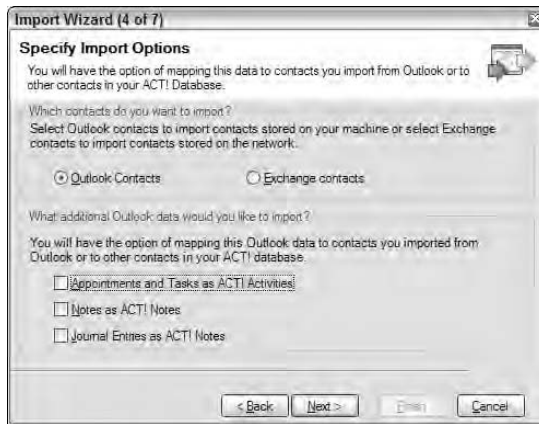 Import Wizard (4 of 7)
Specify Import Options
You will have the option of mapping this data to contacts you import from Outlook or to
other contacts in your ACT! Database.
Which contacts do you want to import?
Select Outlook contacts to import contacts stored on your machine or select Exchange
contacts to import contacts stored on the network.
Outlook Contacts Exchange contacts
What additional Outlook data would you like to import?
You will have the option of mapping this Outlook data to contacts you imported from
Outlook or to other contacts in your ACT! database.
Appointments and Tasks as ACT! Activities
Notes as ACT! Notes
Journal Entries as ACT! Notes
< Back Next > Finish Cancel